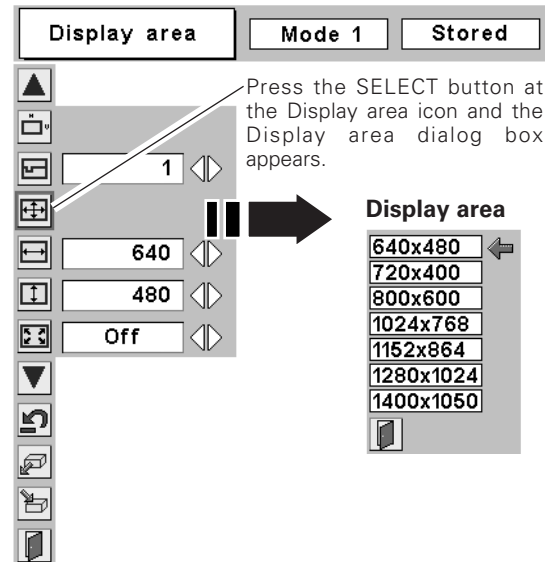 Display area
Mode 1
Stored
Press the SELECT button at
the Display area icon and the
Display area dialog box
appears.
H
V
1
640
480
Off
Display area
640x480
720x400
800x600
1024x768
1152x864
1280x1024
1400x1050